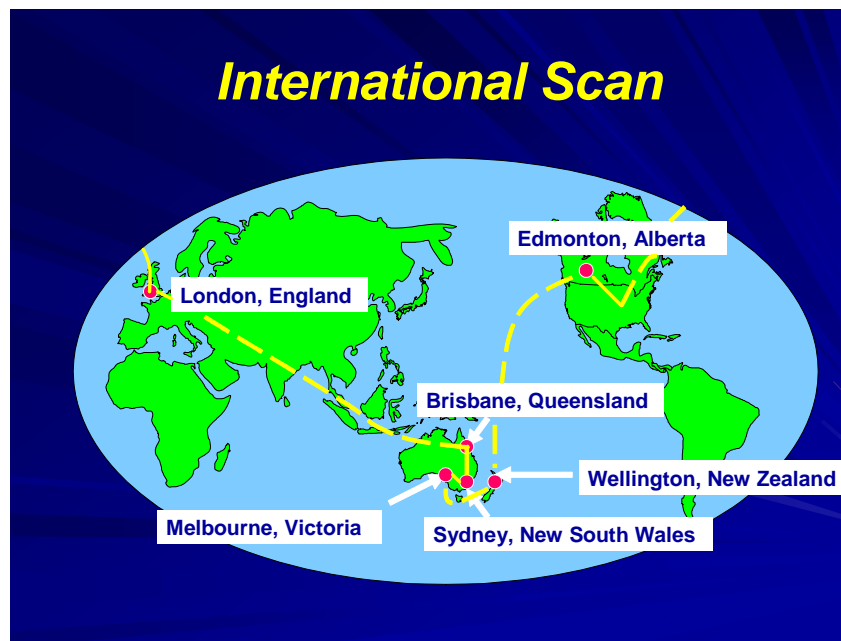 International Scan
Edmonton, Alberta
London, England
Brisbane, Queensland
Wellington, New Zealand
Melbourne, Victoria
Sydney, New South Wales